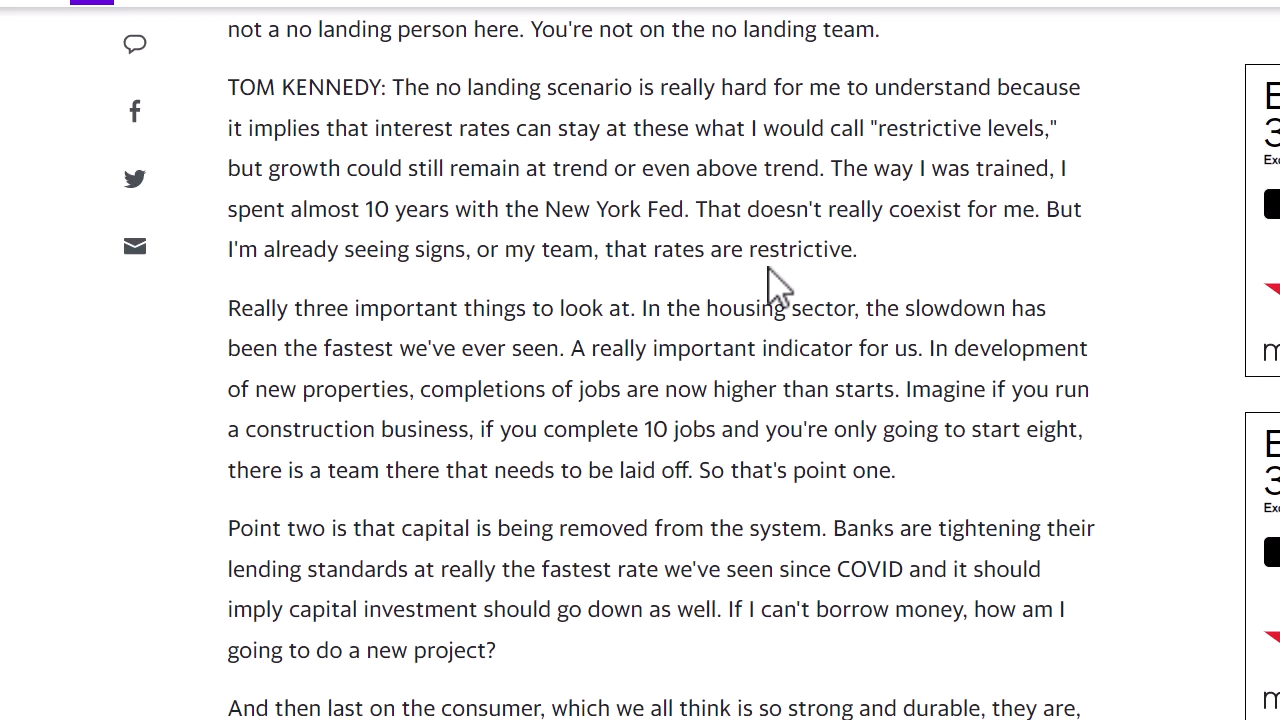 not a no landing person here. You're not on the no landing team.
TOM KENNEDY: The no landing scenario is really hard for me to understand because
it implies that interest rates can stay at these what I would call "restrictive levels,"
but growth could still remain at trend or even above trend. The way I was trained, I
spent almost 10 years with the New York Fed. That doesn't really coexist for me. But
I'm already seeing signs, or my team, that rates are restrictive.
Really three important things to look at. In the housing sector, the slowdown has
been the fastest we've ever seen. A really important indicator for us. In development
of new properties, completions of jobs are now higher than starts. Imagine if you run
a construction business, if you complete 10 jobs and you're only going to start eight,
there is a team there that needs to be laid off. So that's point one.
Point two is that capital is being removed from the system. Banks are tightening their
lending standards at really the fastest rate we've seen since COVID and it should
imply capital investment should go down as well. If I can't borrow money, how am I
going to do a new project?
And then last on the consumer, which we all think is so strong and durable, they are,